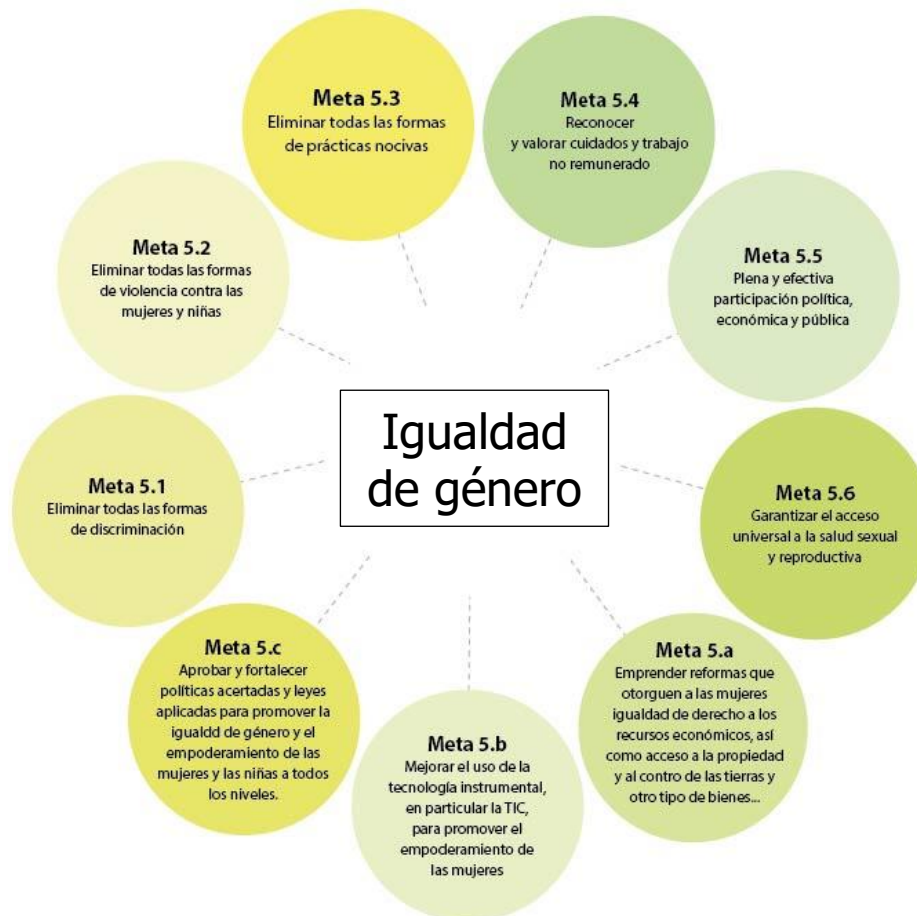 Meta 5.3
Eliminar todas las formas
de prácticas nocivas
Meta 5.4
Reconocer
y valorar cuidados y trabajo
no remunerado
Meta 5.2
Eliminar todas las formas
de violencia contra las
mujeres y niñas
Meta 5.5
Plena y efectiva
participación política,
económica y pública
Igualdad
de género
Meta 5.1
Eliminar todas las formas
de discriminación
Meta 5.6
Garantizar el acceso
universal a la salud sexual
y reproductiva
Meta 5.c
Aprobar y fortalecer
políticas acertadas y leyes
aplicadas para promover la
igualdd de género y el
empoderamiento de las
mujeres y las niñas a todos
los niveles.
Meta 5.b
Mejorar el uso de la
tecnología instrumental,
en particular la TIC,
para promover el
empoderamiento de
las mujeres
Meta 5.a
Emprender reformas que
otorguen a las mujeres
igualdad de derecho a los
recursos económicos, así
como acceso a la propiedad
y al contro de las tierras y
otro tipo de bienes...